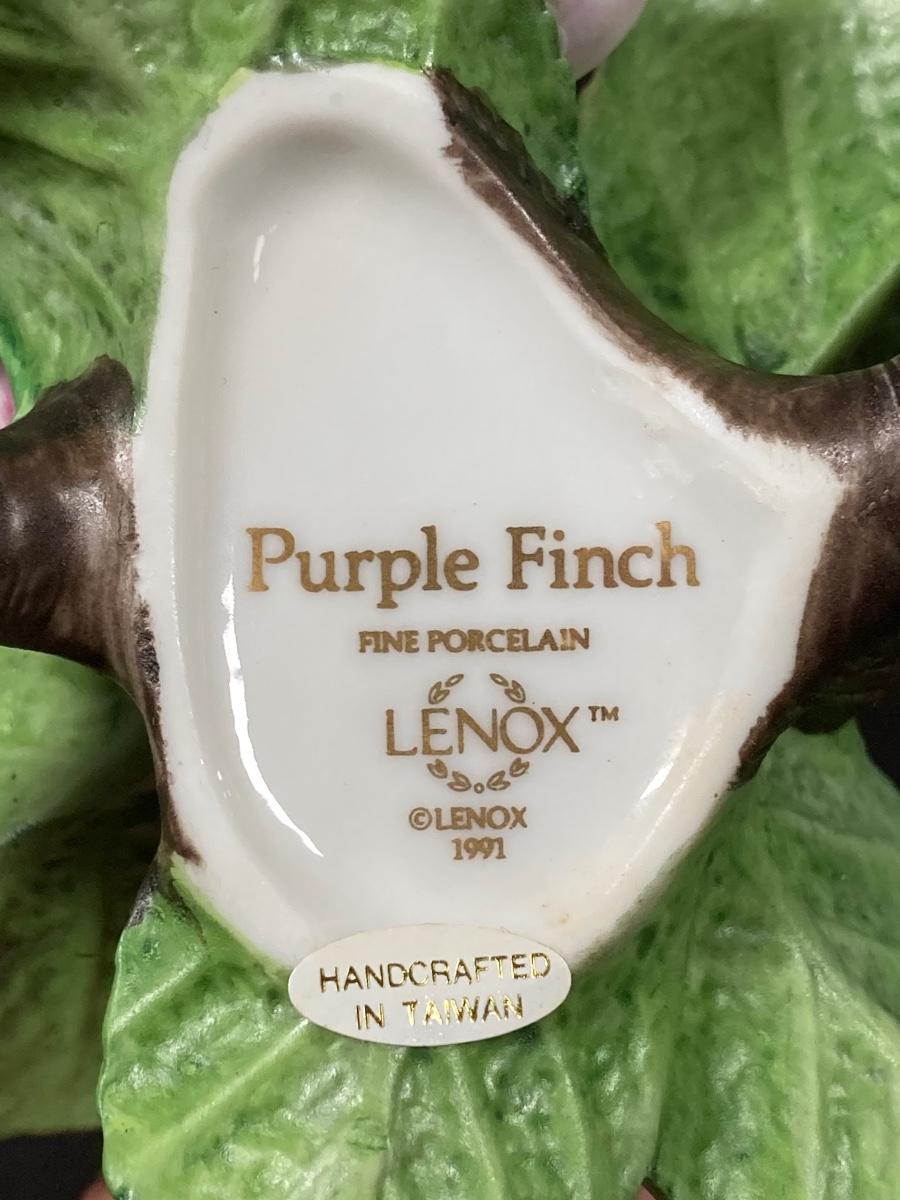 Purple Finch
FINE PORCELAIN
LENOX™
©LENOX
1991
HANDCRAFTED
IN TAIWAN